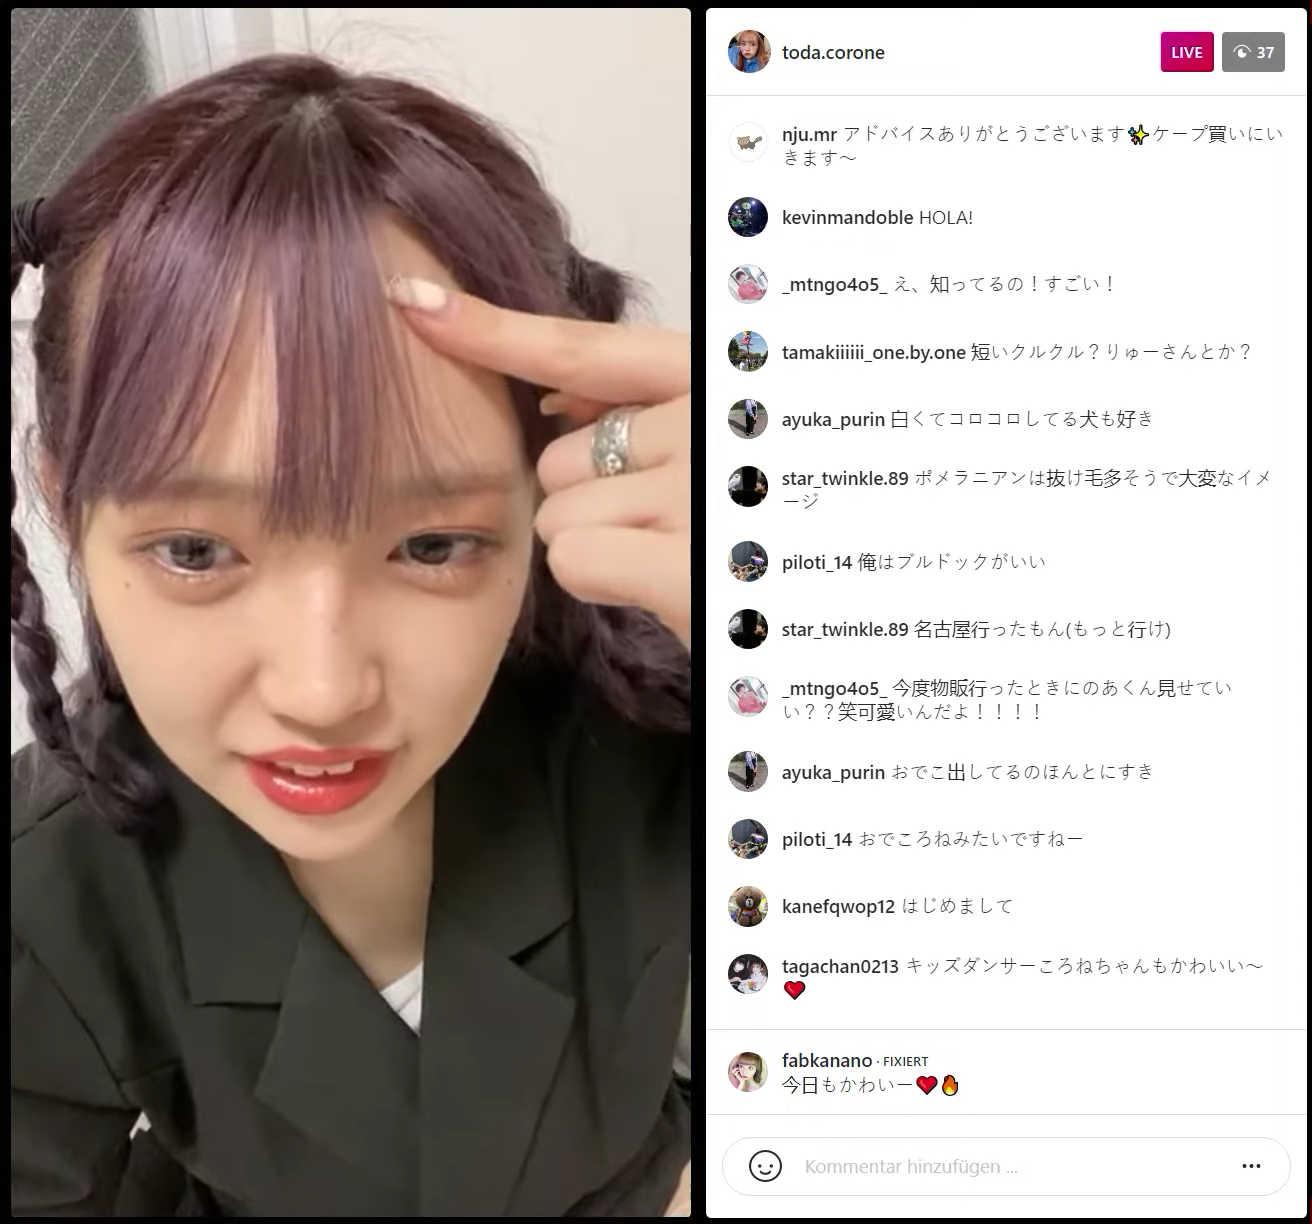 toda.corone
LIVE
37
nju.mr アドバイスありがとうございます✨ケープ買いにい
きます〜
kevinmandoble HOLA!
_mtngo4o5_ え、知ってるの！すごい！
tamakiiiiii_one.by.one 短いクルクル？りゅーさんとか？
ayuka_purin 白くてコロコロしてる犬も好き
star_twinkle.89 ポメラニアンは抜け毛多そうで大変なイメ
ージ
piloti_14 俺はブルドックがいい
star_twinkle.89 名古屋行ったもん(もっと行け)
_mtngo4o5_ 今度物販行ったときにのあくん見せてい
い？？笑可愛いんだよ！！！！
ayuka_purin おでこ出してるのほんとにすき
piloti_14 おでころねみたいですねー
kanefqwop12 はじめまして
tagachan0213 キッズダンサーころねちゃんもかわいい〜
❤️
fabkanano · FIXIERT
今日もかわいー❤️🔥
Kommentar hinzufügen ...